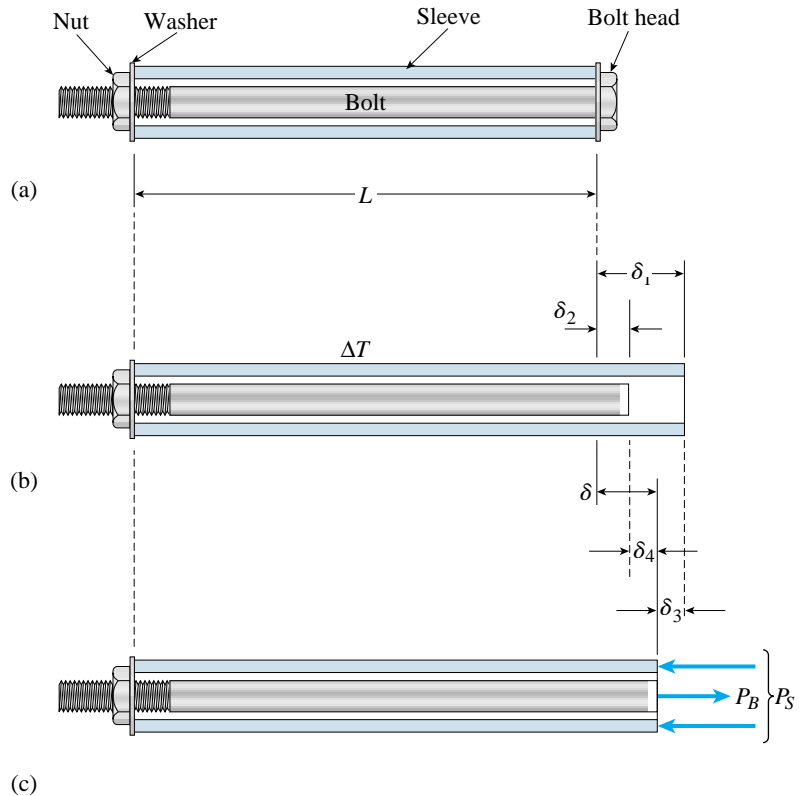 Nut
Washer
Sleeve
Bolt head
Bolt
(a)
L
δ1
δ2
ΔT
(b)
δ
δ4
δ3
PB
PS
(c)